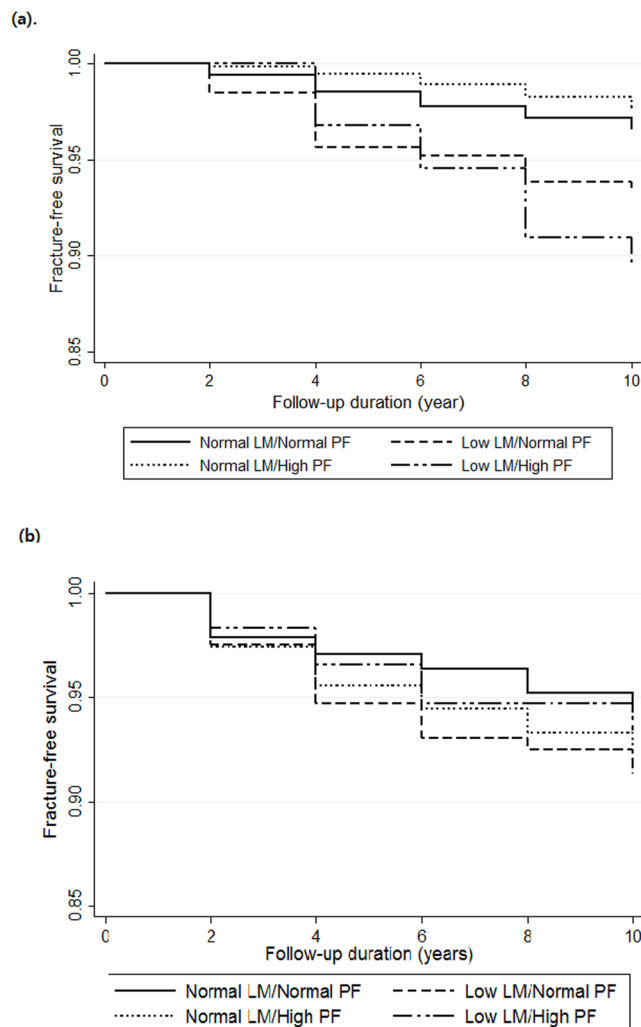 (a).
Fracture-free survival
1.00
0.95
0.90
0.85
0 2 4 6 8 10
Follow-up duration (year)
Normal LM/Normal PF Low LM/Normal PF
Normal LM/High PF Low LM/High PF
(b)
Fracture-free survival
1.00
0.95
0.90
0.85
0 2 4 6 8 10
Follow-up duration (years)
Normal LM/Normal PF Low LM/Normal PF
Normal LM/High PF Low LM/High PF